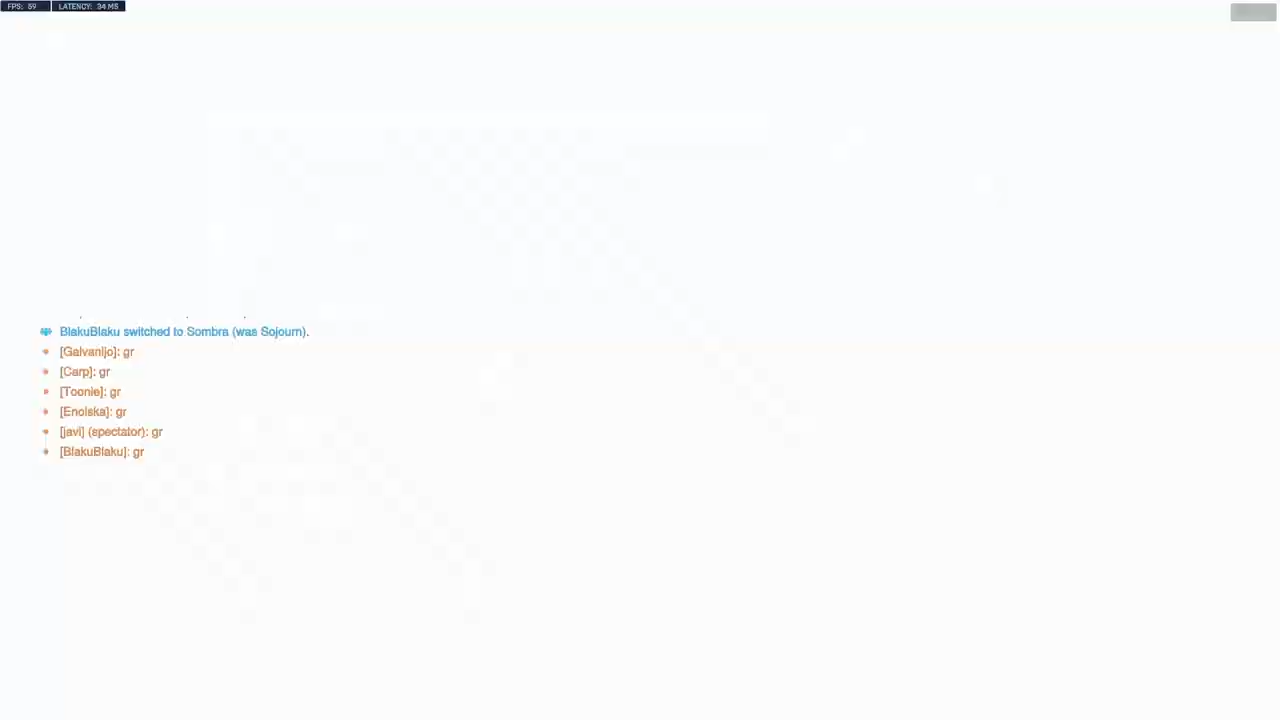 FPS: 59 LATENCY: 34 MS
BlakuBlaku switched to Sombra (was Sojourn).
[Galvanijo]: gr
[Carp]: gr
[Toonie]: gr
[Enolska]: gr
[javi] (spectator): gr
[BlakuBlaku]: gr